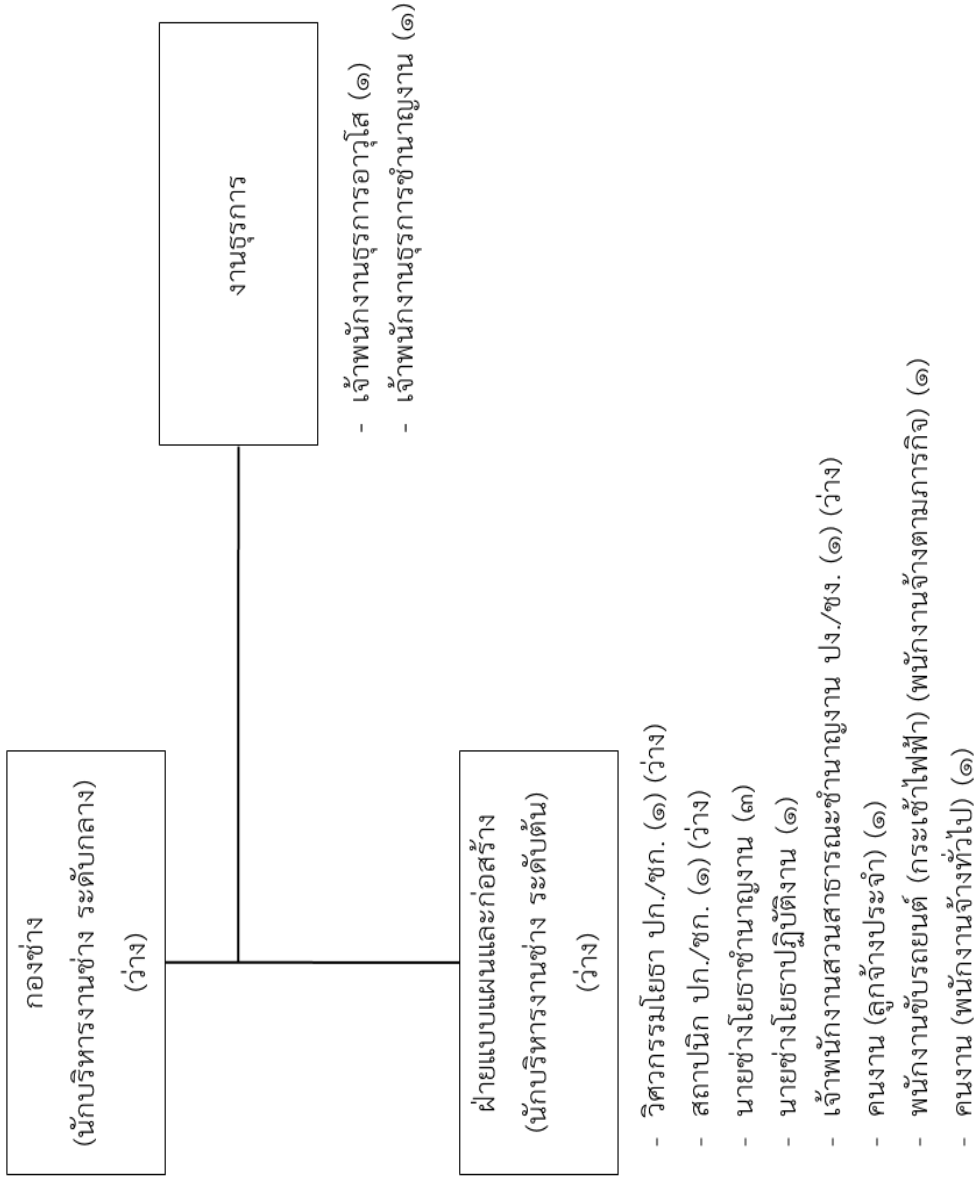 กองช่าง
(นักบริหารงานช่าง ระดับกลาง)
(ว่าง)
งานธุรการ
- เจ้าพนักงานธุรการอาวุโส (๑)
- เจ้าพนักงานธุรการชำนาญงาน (๑)
ฝ่ายแบบแผนและก่อสร้าง
(นักบริหารงานช่าง ระดับต้น)
(ว่าง)
- วิศวกรรมโยธา ปก./ชก. (๑) (ว่าง)
- สถาปนิก ปก./ชก. (๑) (ว่าง)
- นายช่างโยธาชำนาญงาน (๓)
- นายช่างโยธาปฏิบัติงาน (๑)
- เจ้าพนักงานสวนสาธารณะชำนาญงาน ปง./ชง. (๑) (ว่าง)
- คนงาน (ลูกจ้างประจำ) (๑)
- พนักงานขับรถยนต์ (กระเช้าไฟฟ้า) (พนักงานจ้างตามภารกิจ) (๑)
- คนงาน (พนักงานจ้างทั่วไป) (๑)